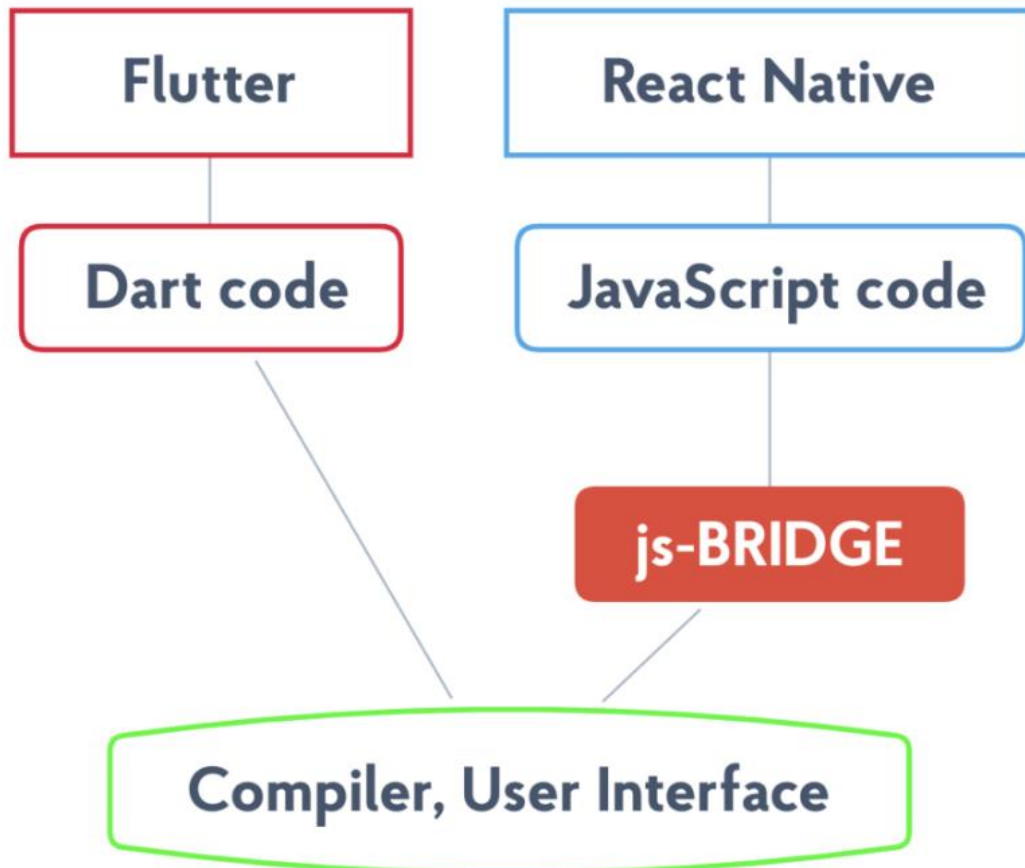 Flutter
React Native
Dart code
JavaScript code
js-BRIDGE
Compiler, User Interface